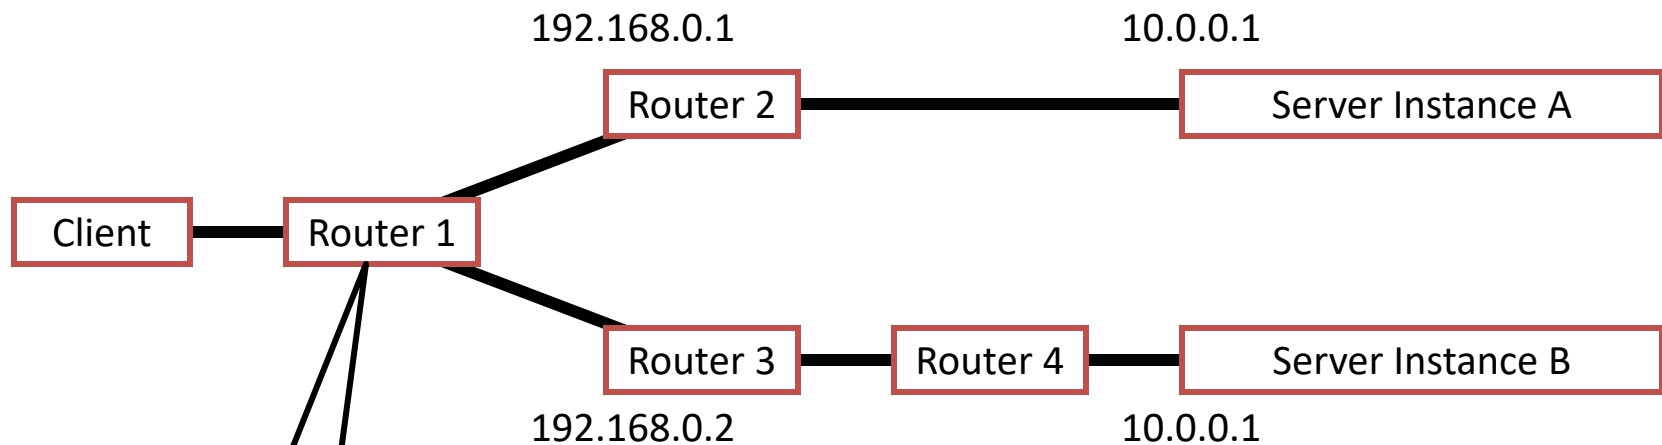 192.168.0.1 10.0.0.1
Router 2 Server Instance A
Client Router 1
Router 3 Router 4 Server Instance B
192.168.0.2 10.0.0.1